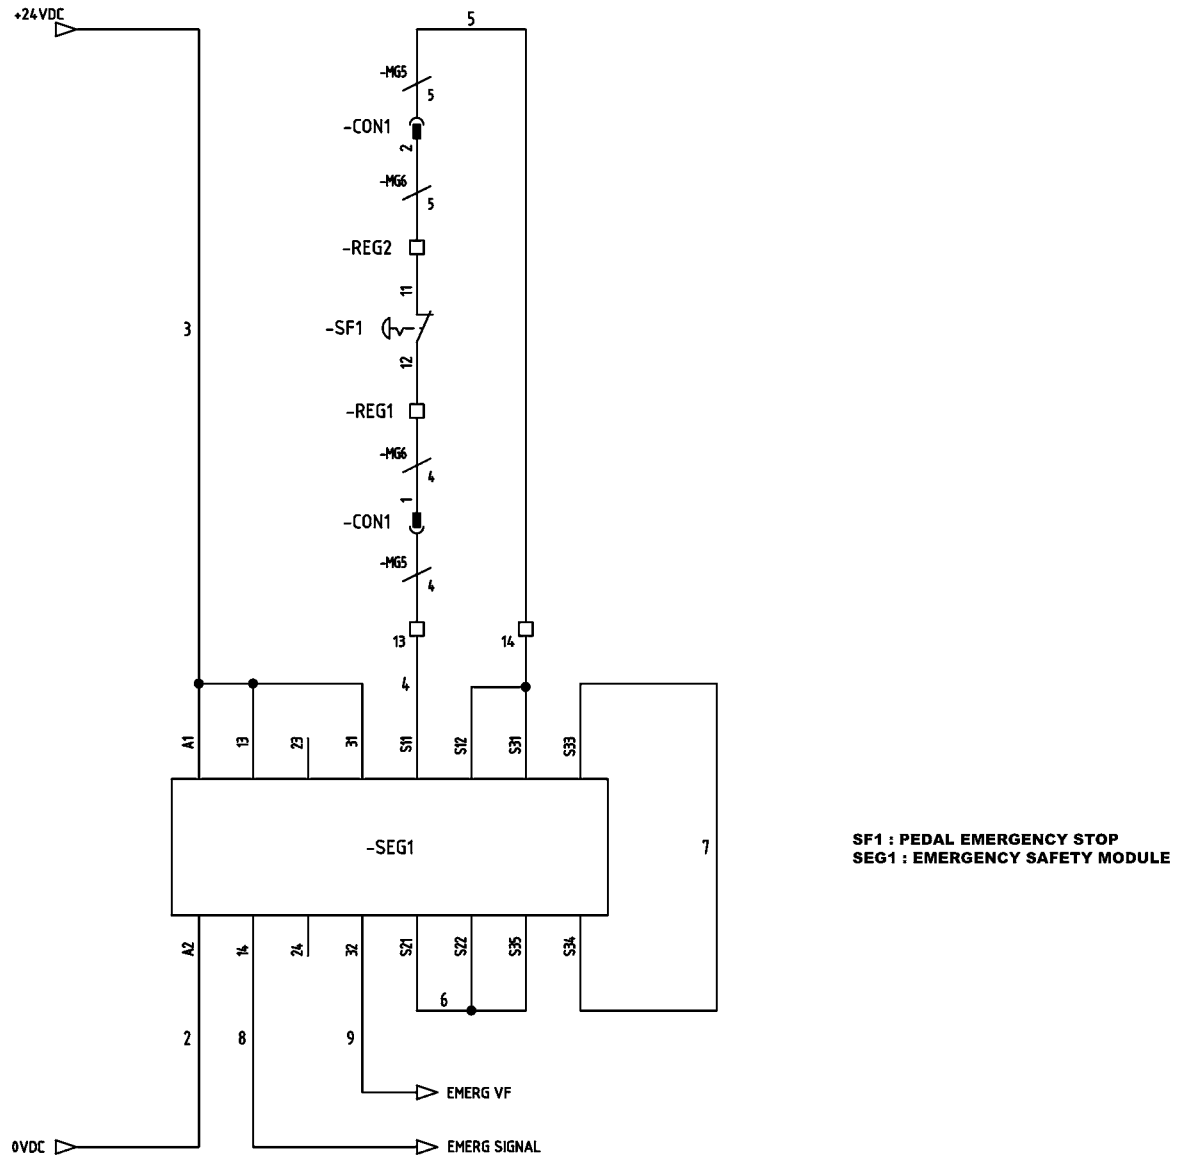 +24VDC
5
-MG5
5
-CON1
2
-MG6
5
-REG2
11
3
-SF1
12
-REG1
-MG6
4
1
-CON1
-MG5
4
13
14
4
A1
13
23
31
S11
S12
S31
S33
-SEG1
7
SF1 : PEDAL EMERGENCY STOP
SEG1 : EMERGENCY SAFETY MODULE
A2
14
24
32
S21
S22
S35
S34
6
2
8
9
EMERG VF
0VDC
EMERG SIGNAL